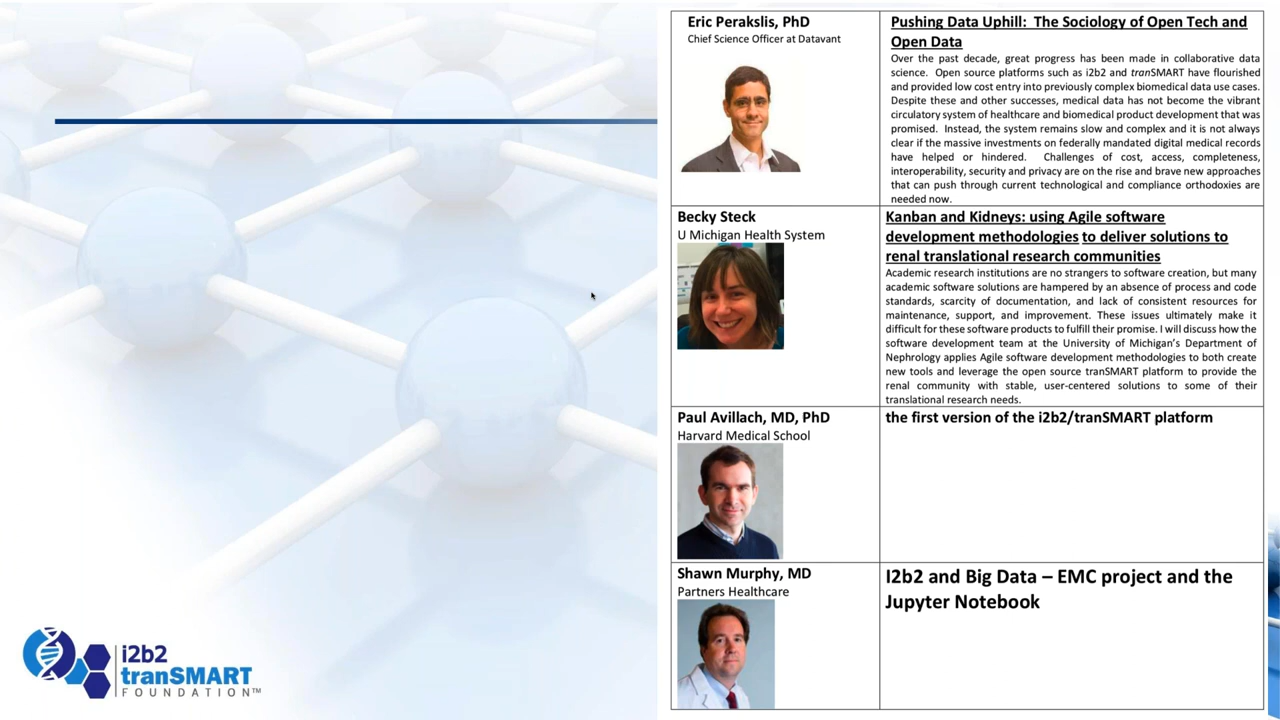 Eric Perakslis, PhD
Chief Science Officer at Datavant
Pushing Data Uphill: The Sociology of Open Tech and
Open Data
Over the past decade, great progress has been made in collaborative data
science. Open source platforms such as i2b2 and tranSMART have flourished
and provided low cost entry into previously complex biomedical data use cases.
Despite these and other successes, medical data has not become the vibrant
circulatory system of healthcare and biomedical product development that was
promised. Instead, the system remains slow and complex and it is not always
clear if the massive investments on federally mandated digital medical records
have helped or hindered. Challenges of cost, access, completeness,
interoperability, security and privacy are on the rise and brave new approaches
that can push through current technological and compliance orthodoxies are
needed now.
Becky Steck
U Michigan Health System
Kanban and Kidneys: using Agile software
development methodologies to deliver solutions to
renal translational research communities
Academic research institutions are no strangers to software creation, but many
academic software solutions are hampered by an absence of process and code
standards, scarcity of documentation, and lack of consistent resources for
maintenance, support, and improvement. These issues ultimately make it
difficult for these software products to fulfill their promise. I will discuss how the
software development team at the University of Michigan's Department of
Nephrology applies Agile software development methodologies to both create
new tools and leverage the open source tranSMART platform to provide the
renal community with stable, user-centered solutions to some of their
translational research needs.
Paul Avillach, MD, PhD
Harvard Medical School
the first version of the i2b2/tranSMART platform
Shawn Murphy, MD
Partners Healthcare
I2b2 and Big Data – EMC project and the
Jupyter Notebook
i2b2
tranSMART
FOUNDATION™